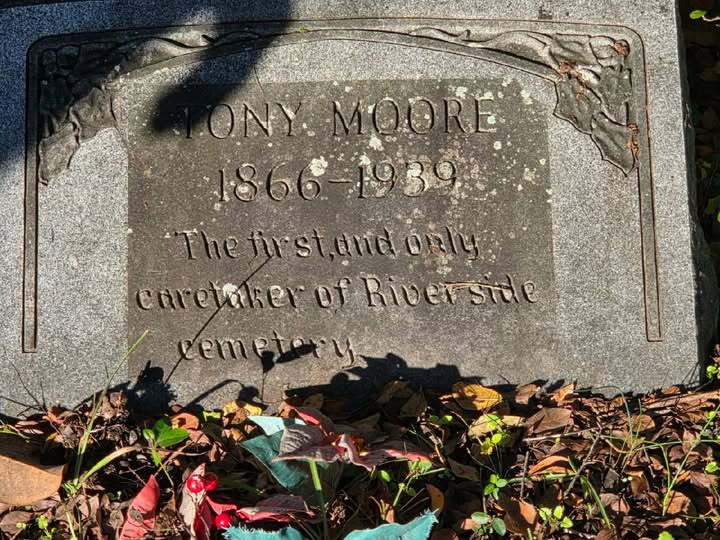 TONY MOORE
1866-1939
The first, and only
caretaker of Riverside
cemetery